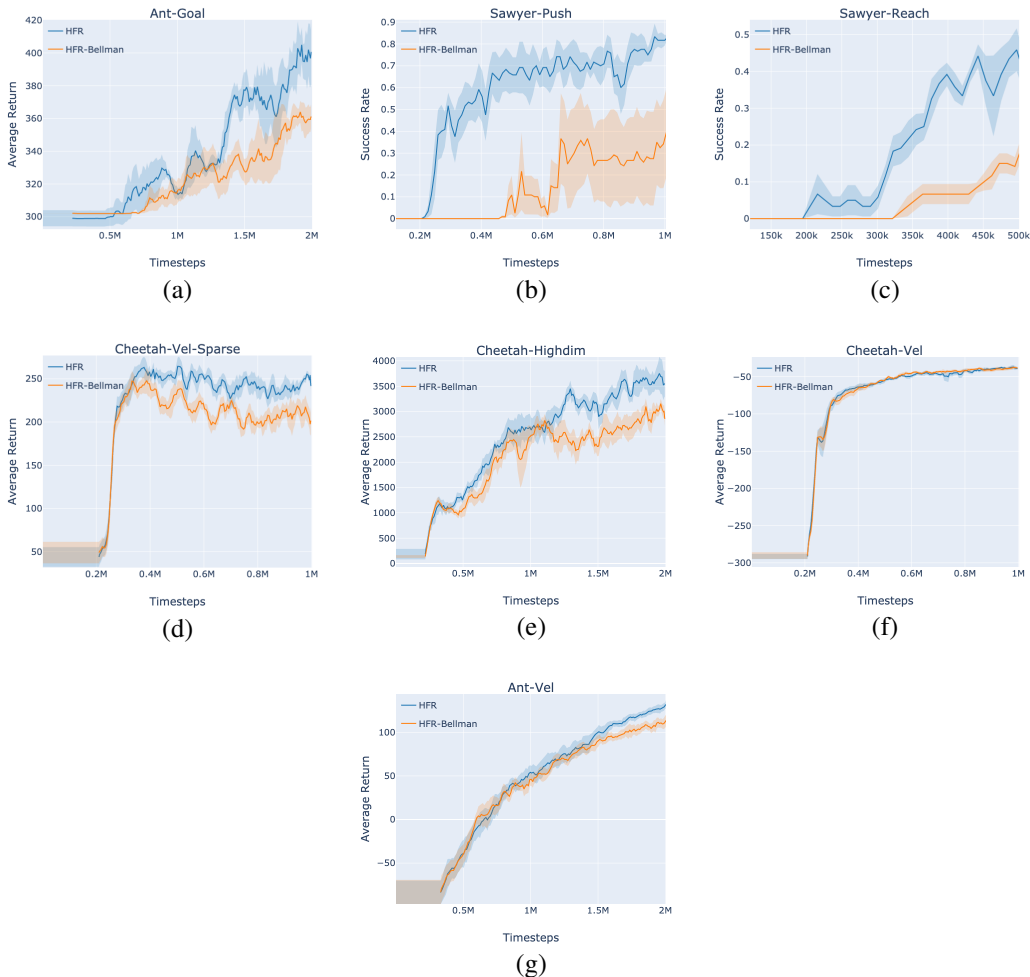 Ant-Goal
HFR
HFR-Bellman
420
400
380
360
340
320
300
Average Return
0.5M 1M 1.5M 2M
Timesteps
(a)
Sawyer-Push
HFR
HFR-Bellman
0.9
0.8
0.7
0.6
0.5
0.4
0.3
0.2
0.1
0
Success Rate
0.2M 0.4M 0.6M 0.8M 1M
Timesteps
(b)
Sawyer-Reach
HFR
HFR-Bellman
0.5
0.4
0.3
0.2
0.1
0
Success Rate
150k 200k 250k 300k 350k 400k 450k 500k
Timesteps
(c)
Cheetah-Vel-Sparse
HFR
HFR-Bellman
250
200
150
100
50
Average Return
0.2M 0.4M 0.6M 0.8M 1M
Timesteps
(d)
Cheetah-Highdim
HFR
HFR-Bellman
4000
3500
3000
2500
2000
1500
1000
500
0
Average Return
0.5M 1M 1.5M 2M
Timesteps
(e)
Cheetah-Vel
HFR
HFR-Bellman
−50
−100
−150
−200
−250
−300
Average Return
0.2M 0.4M 0.6M 0.8M 1M
Timesteps
(f)
Ant-Vel
HFR
HFR-Bellman
100
50
0
−50
Average Return
0.5M 1M 1.5M 2M
Timesteps
(g)